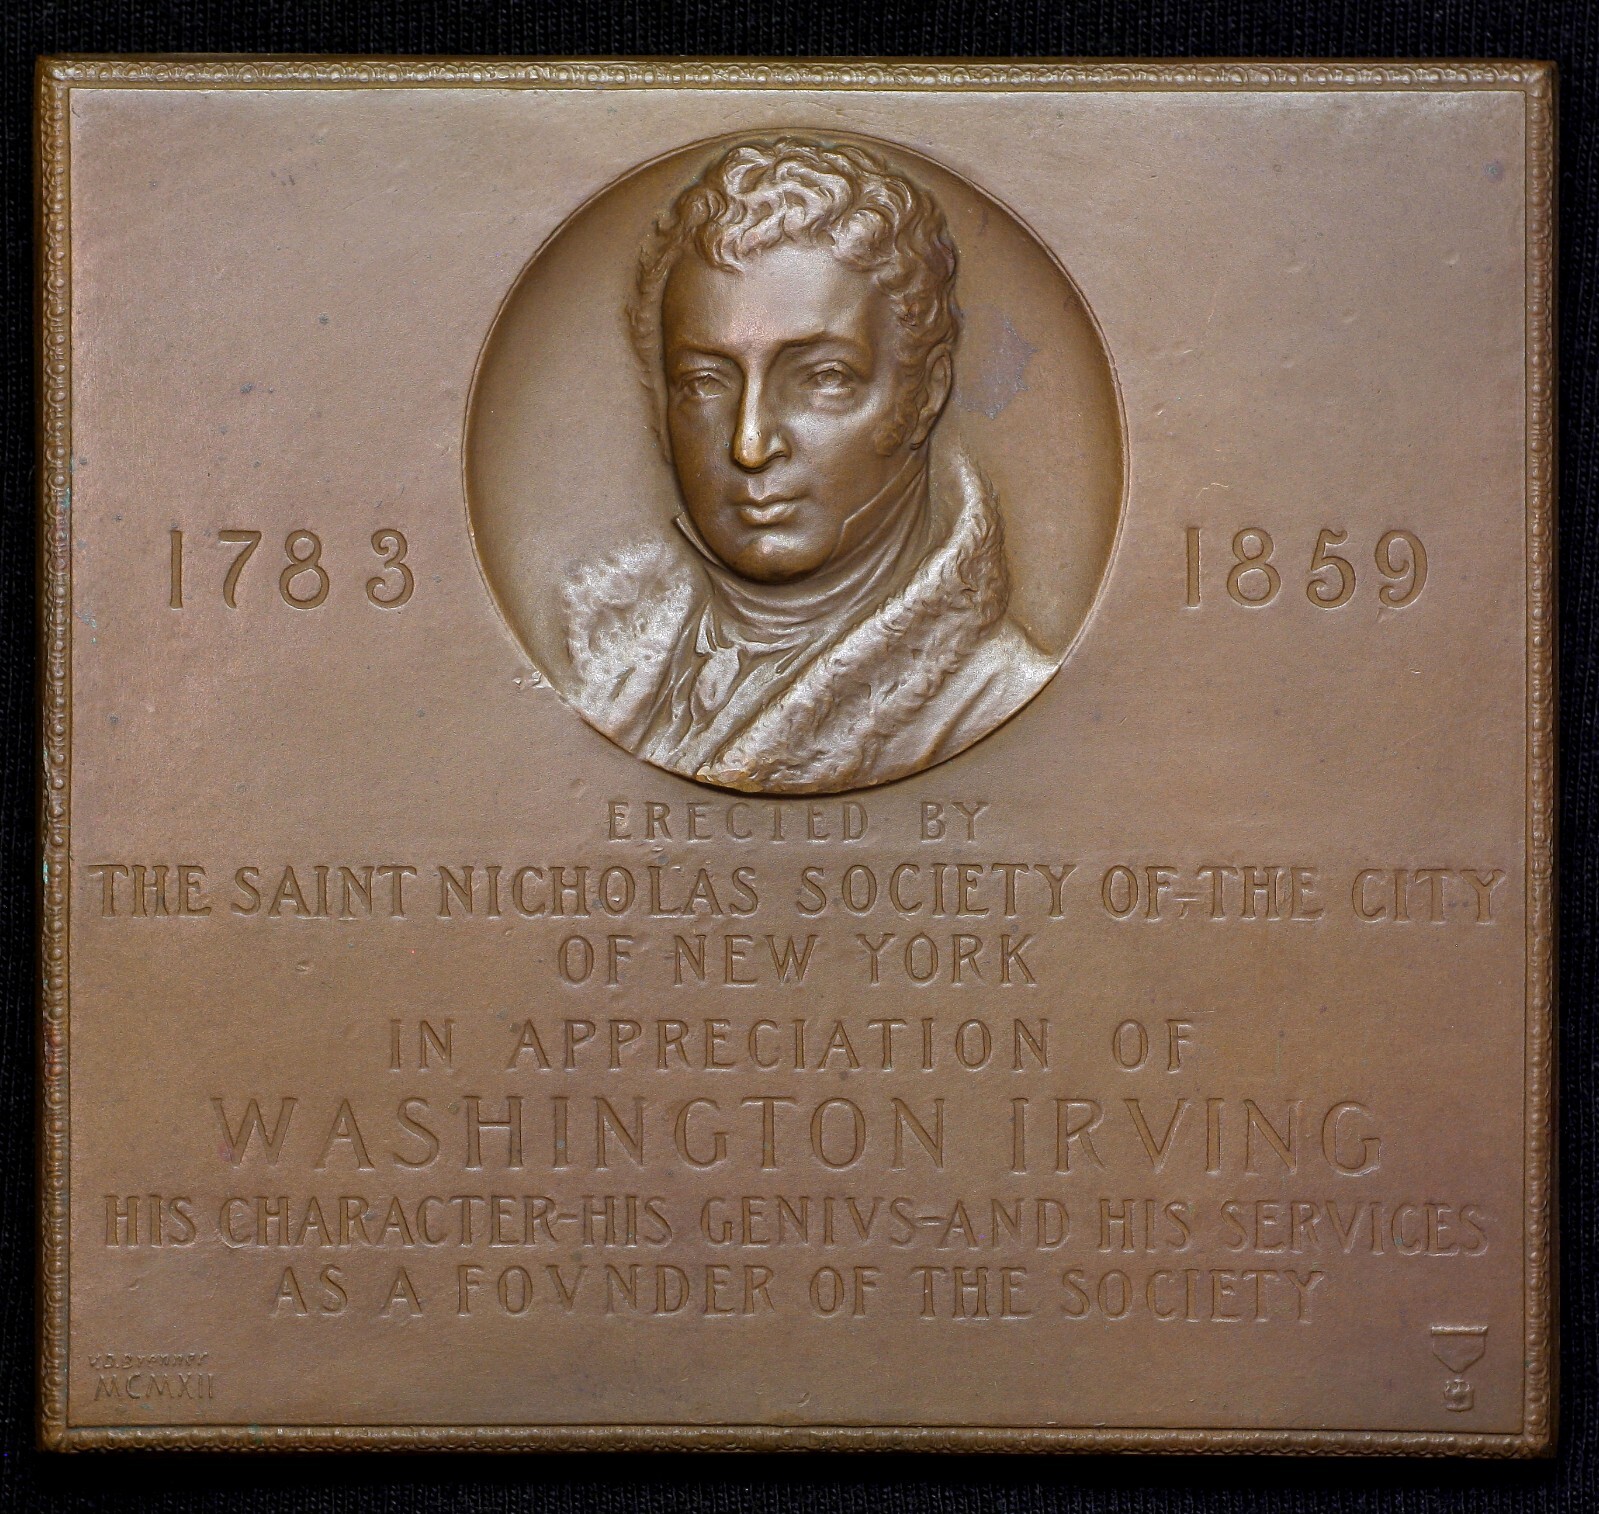 1783 1859
ERECTED BY
THE SAINT NICHOLAS SOCIETY OF-THE CITY
OF NEW YORK
IN APPRECIATION OF
WASHINGTON IRVING
HIS CHARACTER-HIS GENIVS-AND HIS SERVICES
AS A FOVNDER OF THE SOCIETY
V.D.Brenner
MCMXII